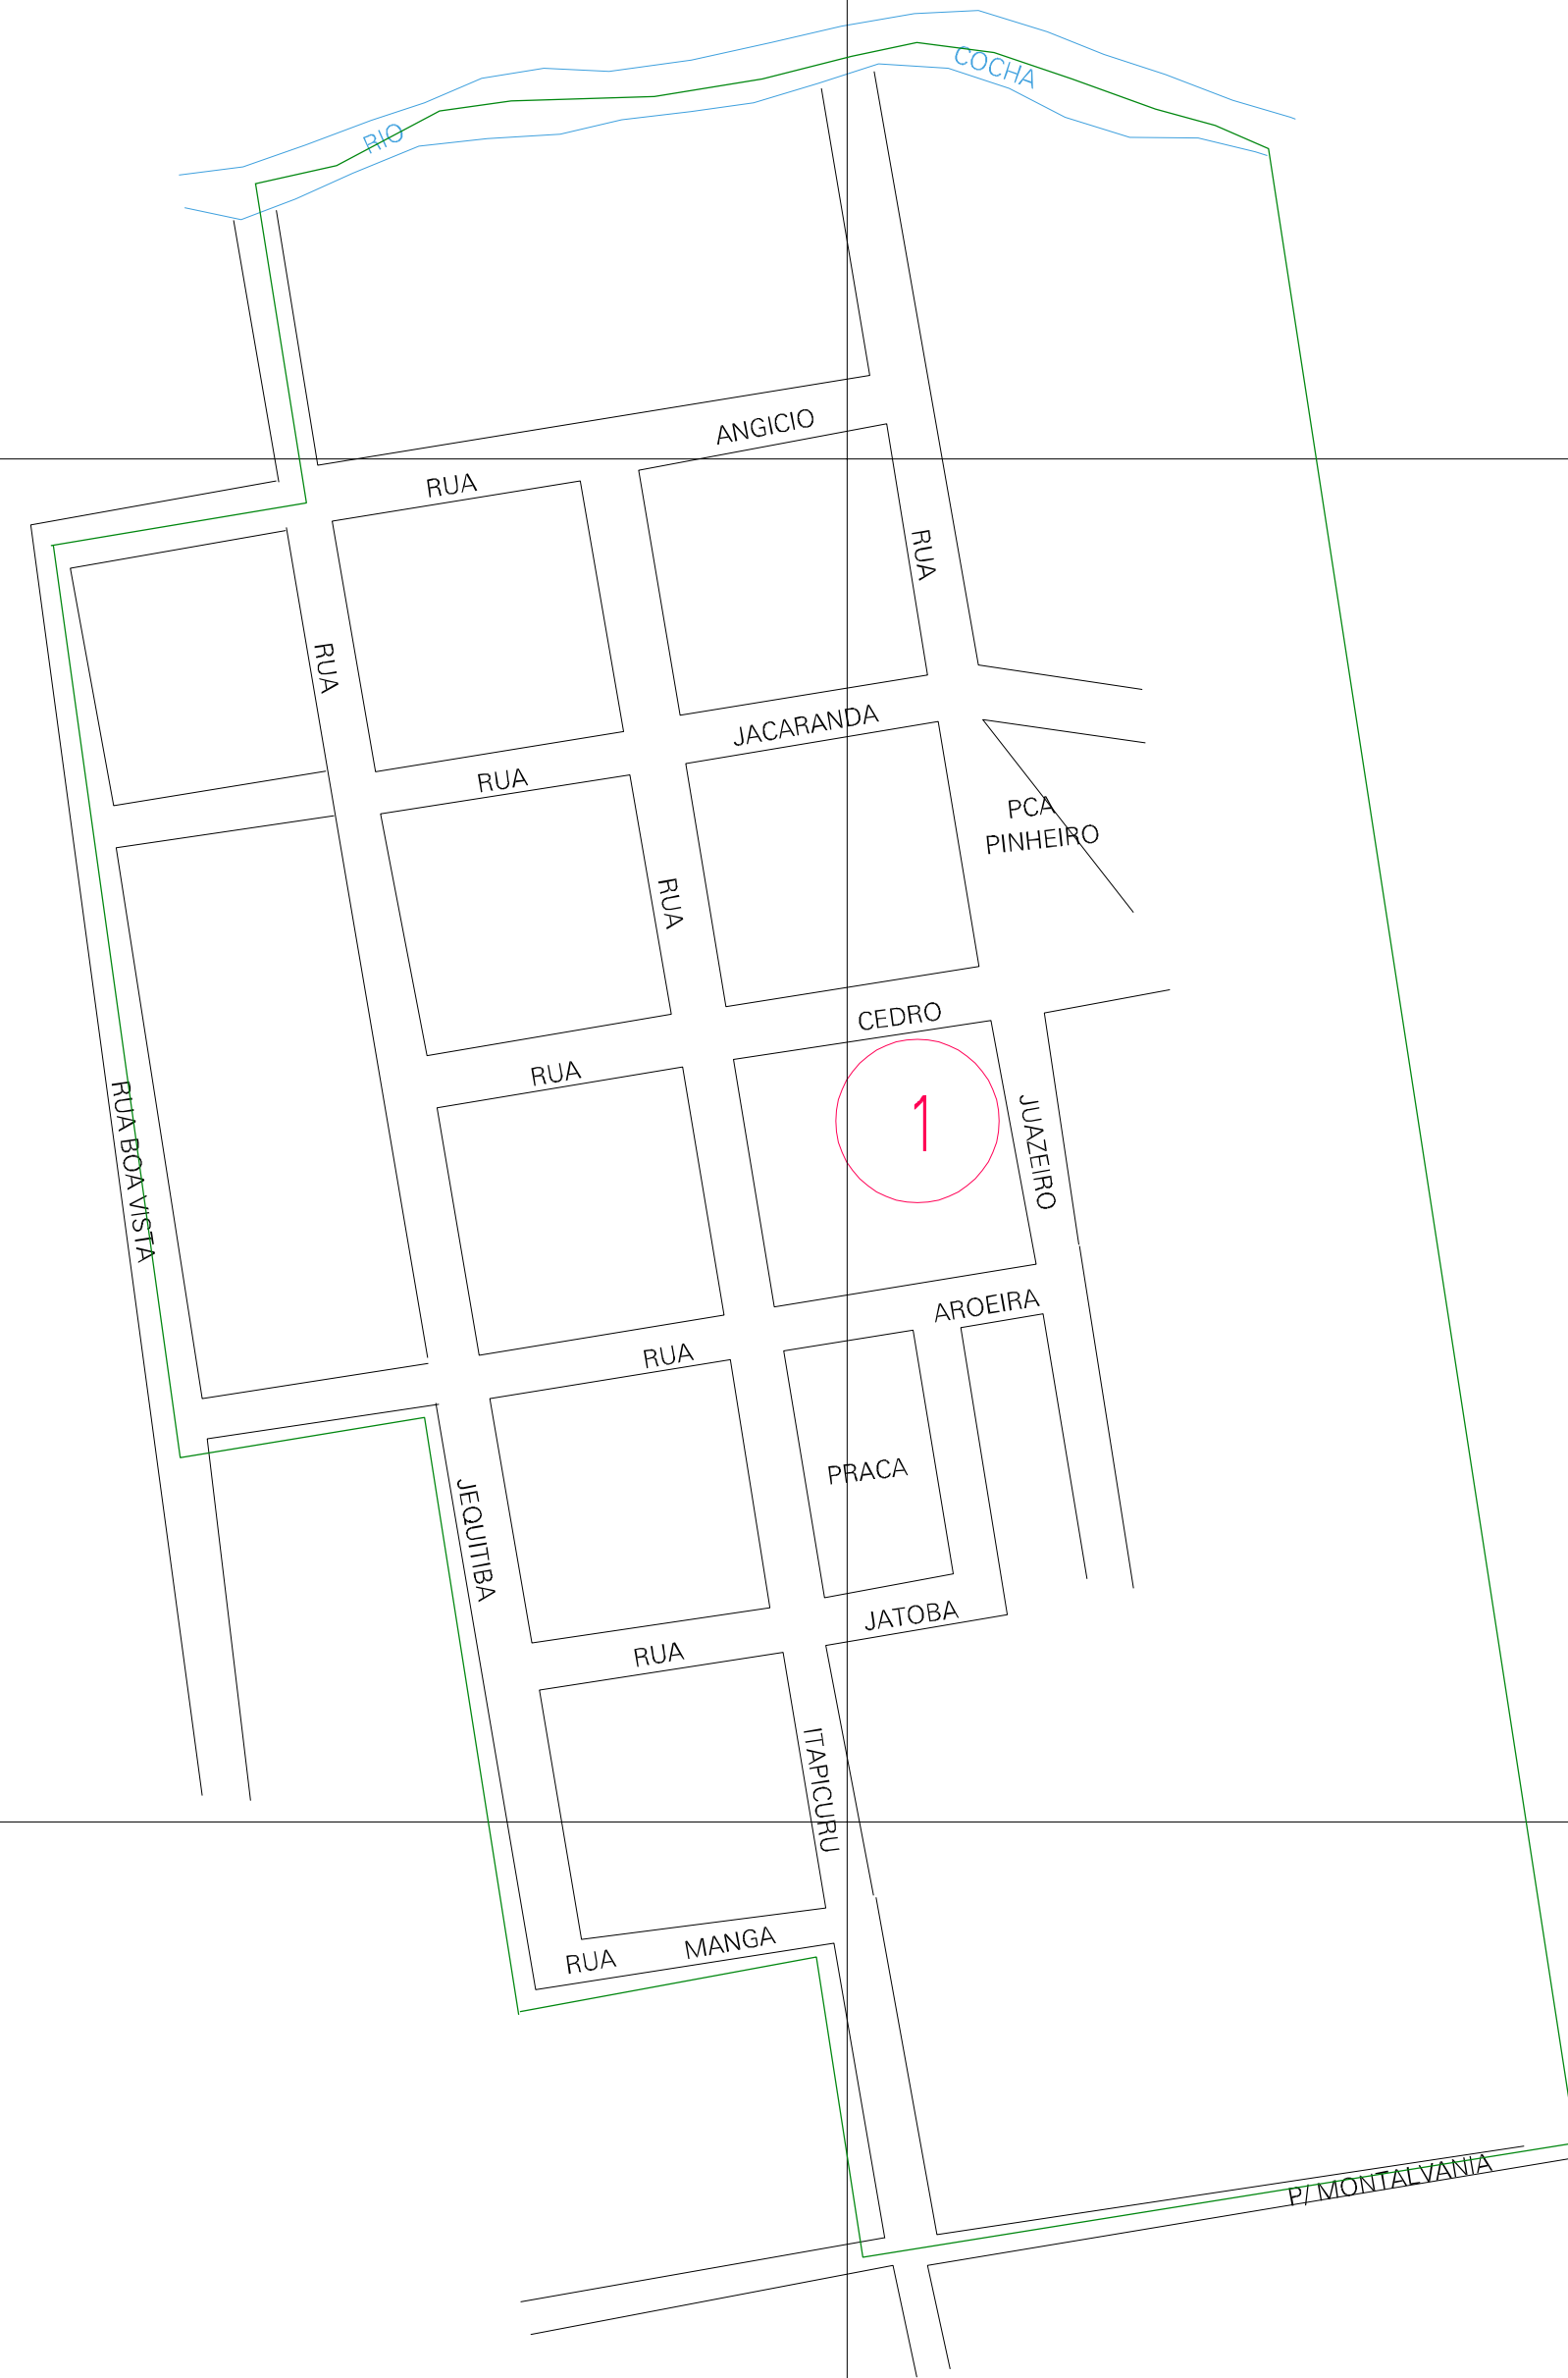 RIO COCHA
RUA ANGICIO
RUA
RUA
RUA JACARANDA
PCA
PINHEIRO
RUA
RUA CEDRO
1
JUAZEIRO
RUA BOA VISTA
RUA AROEIRA
PRACA
JEQUITIBA
RUA JATOBA
ITAPICURU
RUA MANGA
P/ MONTALVANIA